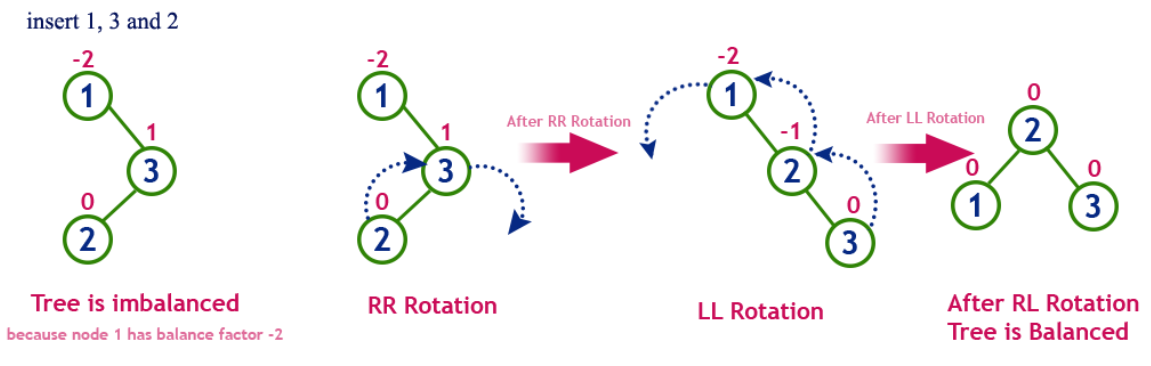 insert 1, 3 and 2
-2
1
1
3
0
2
Tree is imbalanced
because node 1 has balance factor -2
-2
1
1
3
0
2
RR Rotation
After RR Rotation
-2
1
-1
2
0
3
LL Rotation
After LL Rotation
0
2
0
1
0
3
After RL Rotation
Tree is Balanced